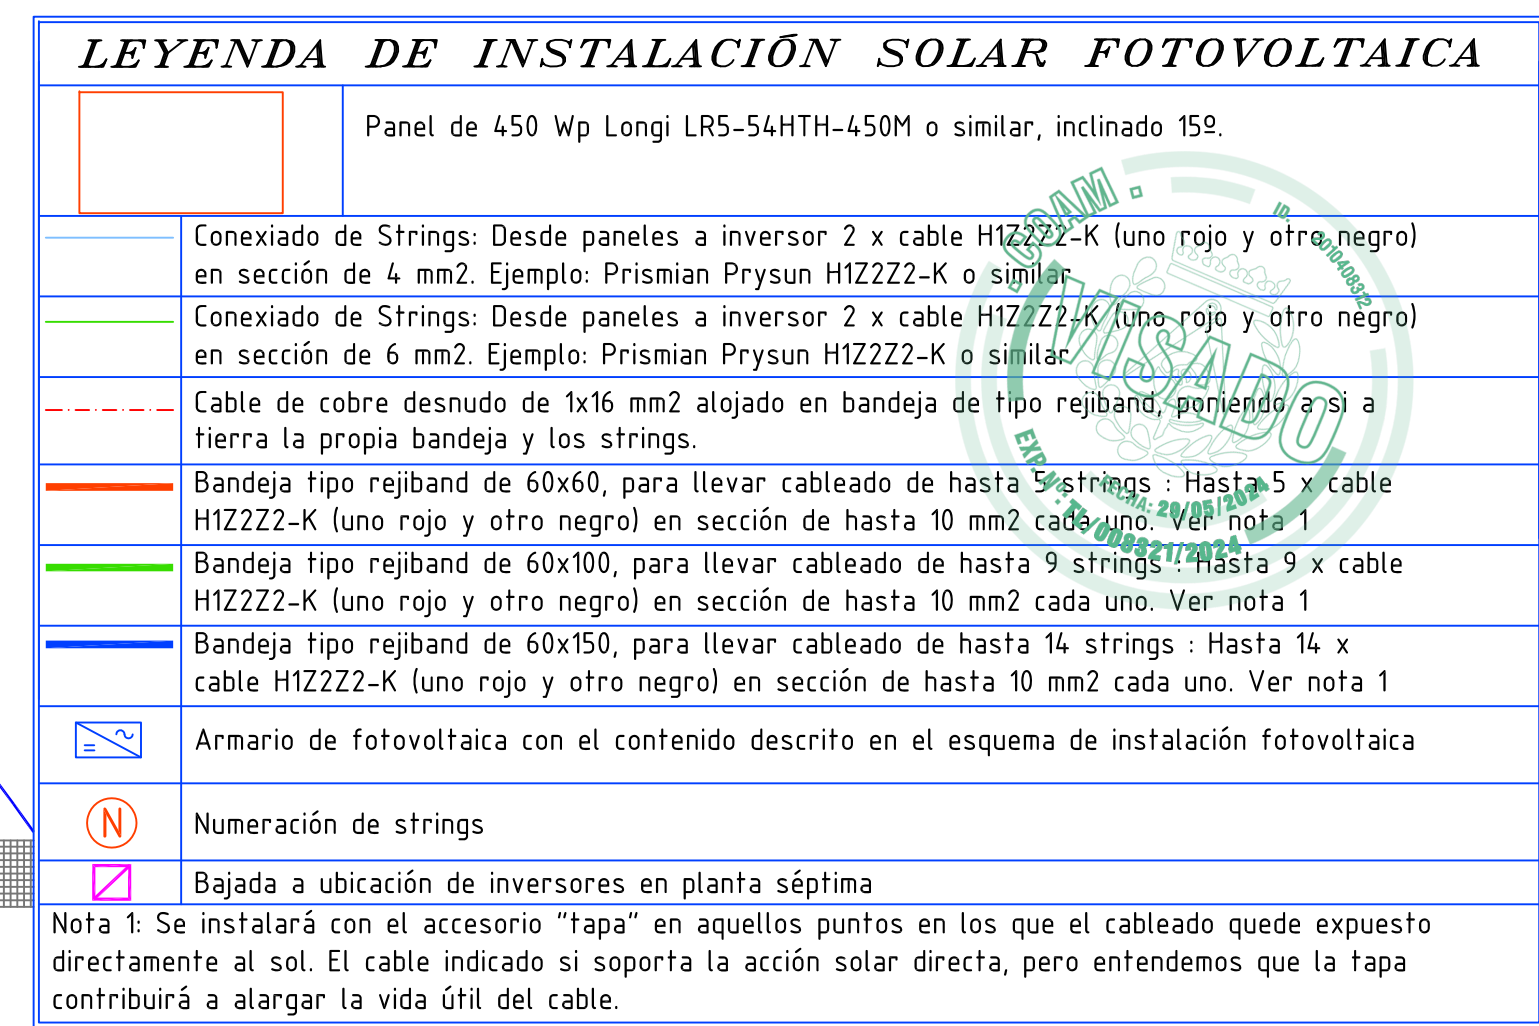 LEYENDA DE INSTALACIÓN SOLAR FOTOVOLTAICA
Panel de 450 Wp Longi LR5-54HTH-450M o similar, inclinado 15º.
Conexiado de Strings: Desde paneles a inversor 2 x cable H1Z2Z2-K (uno rojo y otro negro)
en sección de 4 mm2. Ejemplo: Prismian Prysun H1Z2Z2-K o similar
Conexiado de Strings: Desde paneles a inversor 2 x cable H1Z2Z2-K (uno rojo y otro negro)
en sección de 6 mm2. Ejemplo: Prismian Prysun H1Z2Z2-K o similar
Cable de cobre desnudo de 1x16 mm2 alojado en bandeja de tipo rejiband, poniendo a si a
tierra la propia bandeja y los strings.
Bandeja tipo rejiband de 60x60, para llevar cableado de hasta 5 strings : Hasta 5 x cable
H1Z2Z2-K (uno rojo y otro negro) en sección de hasta 10 mm2 cada uno. Ver nota 1
Bandeja tipo rejiband de 60x100, para llevar cableado de hasta 9 strings : Hasta 9 x cable
H1Z2Z2-K (uno rojo y otro negro) en sección de hasta 10 mm2 cada uno. Ver nota 1
Bandeja tipo rejiband de 60x150, para llevar cableado de hasta 14 strings : Hasta 14 x
cable H1Z2Z2-K (uno rojo y otro negro) en sección de hasta 10 mm2 cada uno. Ver nota 1
Armario de fotovoltaica con el contenido descrito en el esquema de instalación fotovoltaica
N
Numeración de strings
Bajada a ubicación de inversores en planta séptima
Nota 1: Se instalará con el accesorio "tapa" en aquellos puntos en los que el cableado quede expuesto
directamente al sol. El cable indicado si soporta la acción solar directa, pero entendemos que la tapa
contribuirá a alargar la vida útil del cable.
. COAM .
ID.
VISADO
FECHA: 29/05/2024
EXP.Nº: TL/008321/2024